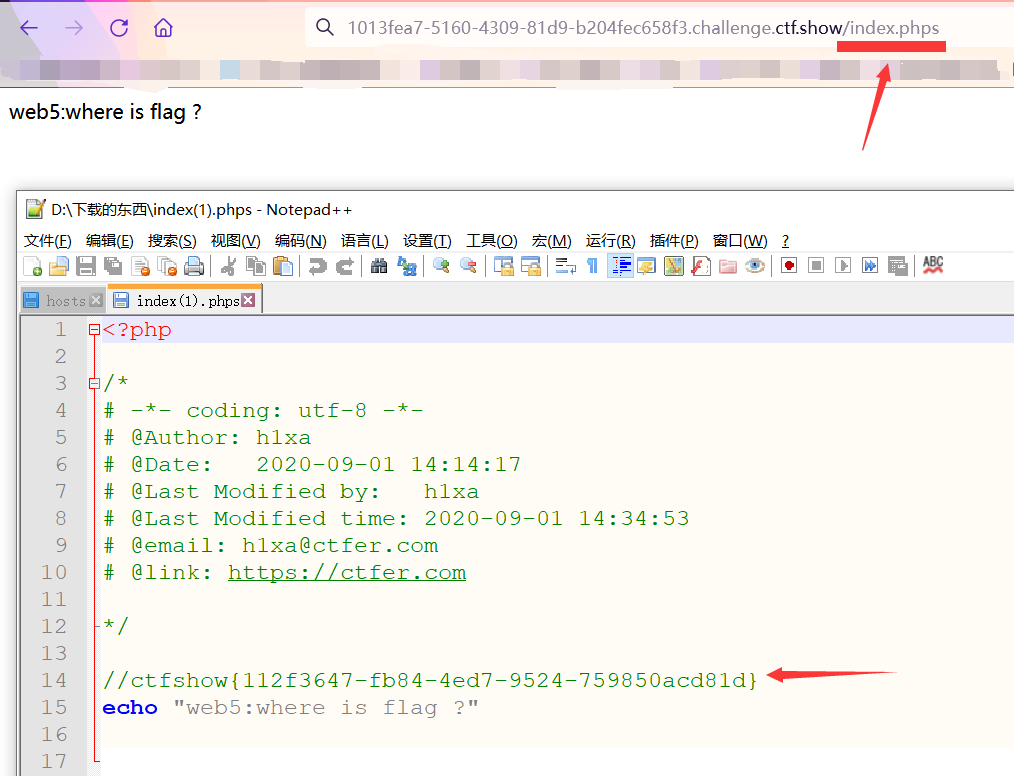 1013fea7-5160-4309-81d9-b204fec658f3.challenge.ctf.show/index.phps
web5:where is flag ?
D:\下载的东西\index(1).phps - Notepad++
文件(F) 编辑(E) 搜索(S) 视图(V) 编码(N) 语言(L) 设置(T) 工具(O) 宏(M) 运行(R) 插件(P) 窗口(W) ?
ABC
hosts index(1).phps
1 <?php
2
3 /*
4 # -*- coding: utf-8 -*-
5 # @Author: h1xa
6 # @Date:   2020-09-01 14:14:17
7 # @Last Modified by:   h1xa
8 # @Last Modified time: 2020-09-01 14:34:53
9 # @email: h1xa@ctfer.com
10 # @link: https://ctfer.com
11
12 */
13
14 //ctfshow{112f3647-fb84-4ed7-9524-759850acd81d}
15 echo "web5:where is flag ?"
16
17